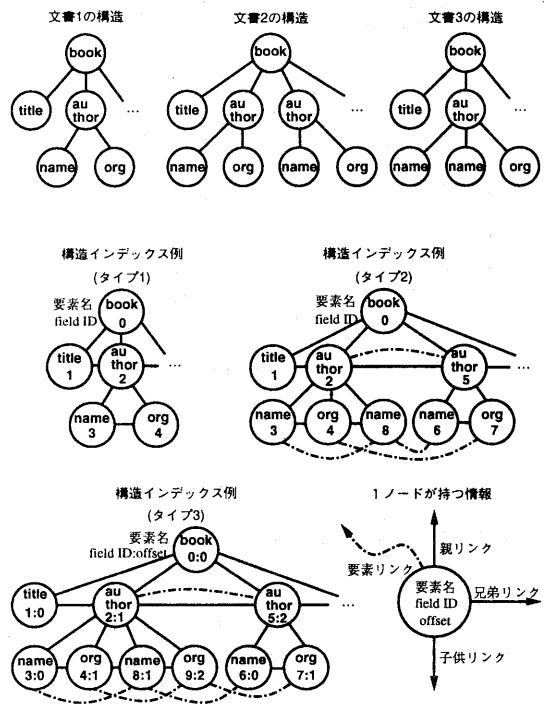 文書1の構造 文書2の構造 文書3の構造
book book book
title au thor ... title au thor au thor ... title au thor ...
name org name org name org name name org
構造インデックス例
(タイプ1)
要素名
field ID
book
0
title
1
au
thor
2
...
name
3
org
4
構造インデックス例
(タイプ2)
要素名
field ID
book
0
title
1
au
thor
2
au
thor
5
...
name
3
org
4
name
8
name
6
org
7
構造インデックス例
(タイプ3)
要素名
field ID:offset
book
0:0
title
1:0
au
thor
2:1
au
thor
5:2
...
name
3:0
org
4:1
name
8:1
org
9:2
name
6:0
org
7:1
1ノードが持つ情報
親リンク
要素リンク
要素名
field ID
offset
兄弟リンク
子供リンク